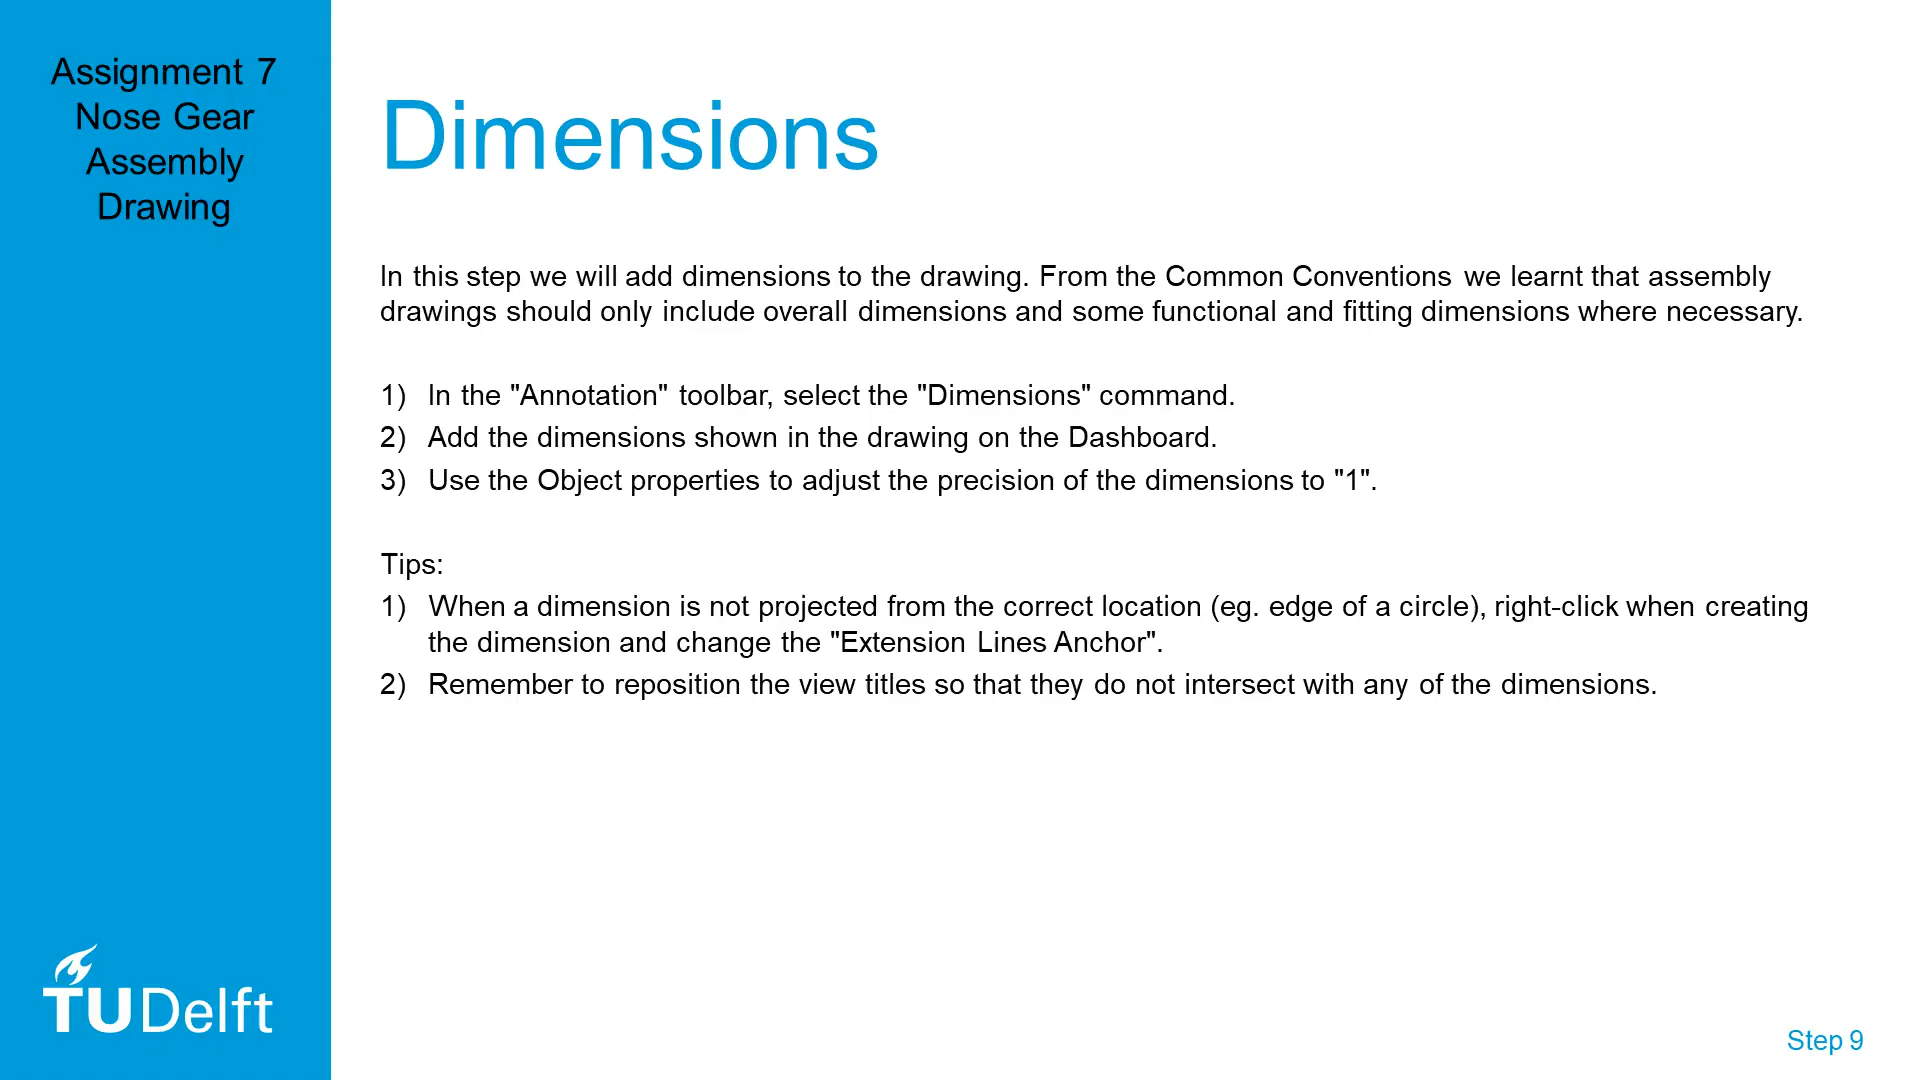 Assignment 7
Nose Gear
Assembly
Drawing
Dimensions
In this step we will add dimensions to the drawing. From the Common Conventions we learnt that assembly
drawings should only include overall dimensions and some functional and fitting dimensions where necessary.
1) In the "Annotation" toolbar, select the "Dimensions" command.
2) Add the dimensions shown in the drawing on the Dashboard.
3) Use the Object properties to adjust the precision of the dimensions to "1".
Tips:
1) When a dimension is not projected from the correct location (eg. edge of a circle), right-click when creating
the dimension and change the "Extension Lines Anchor".
2) Remember to reposition the view titles so that they do not intersect with any of the dimensions.
TU Delft
Step 9